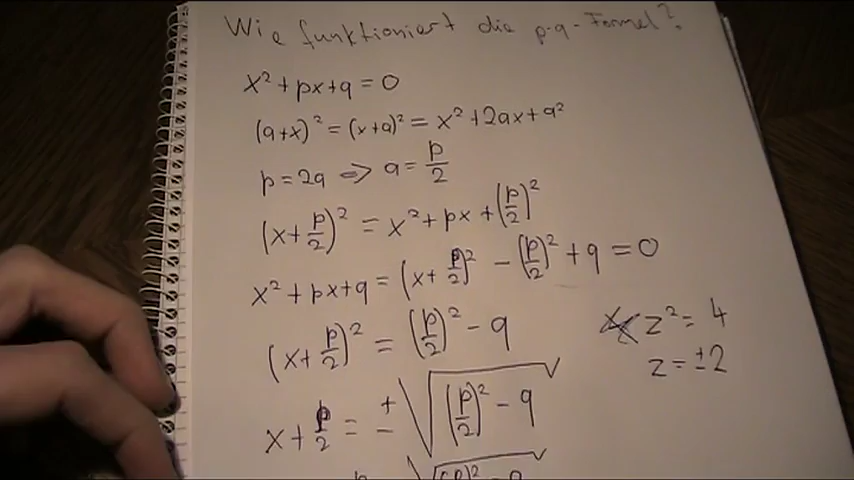 Wie funktioniert die p-q-Formel?
x² + px + q = 0
(a+x)² = (x+a)² = x² + 2ax + a²
p = 2a => a = p/2
(x + p/2)² = x² + px + (p/2)²
x² + px + q = (x + p/2)² - (p/2)² + q = 0
(x + p/2)² = (p/2)² - q
z² = 4
z = ±2
x + p/2 = ± √((p/2)² - q)